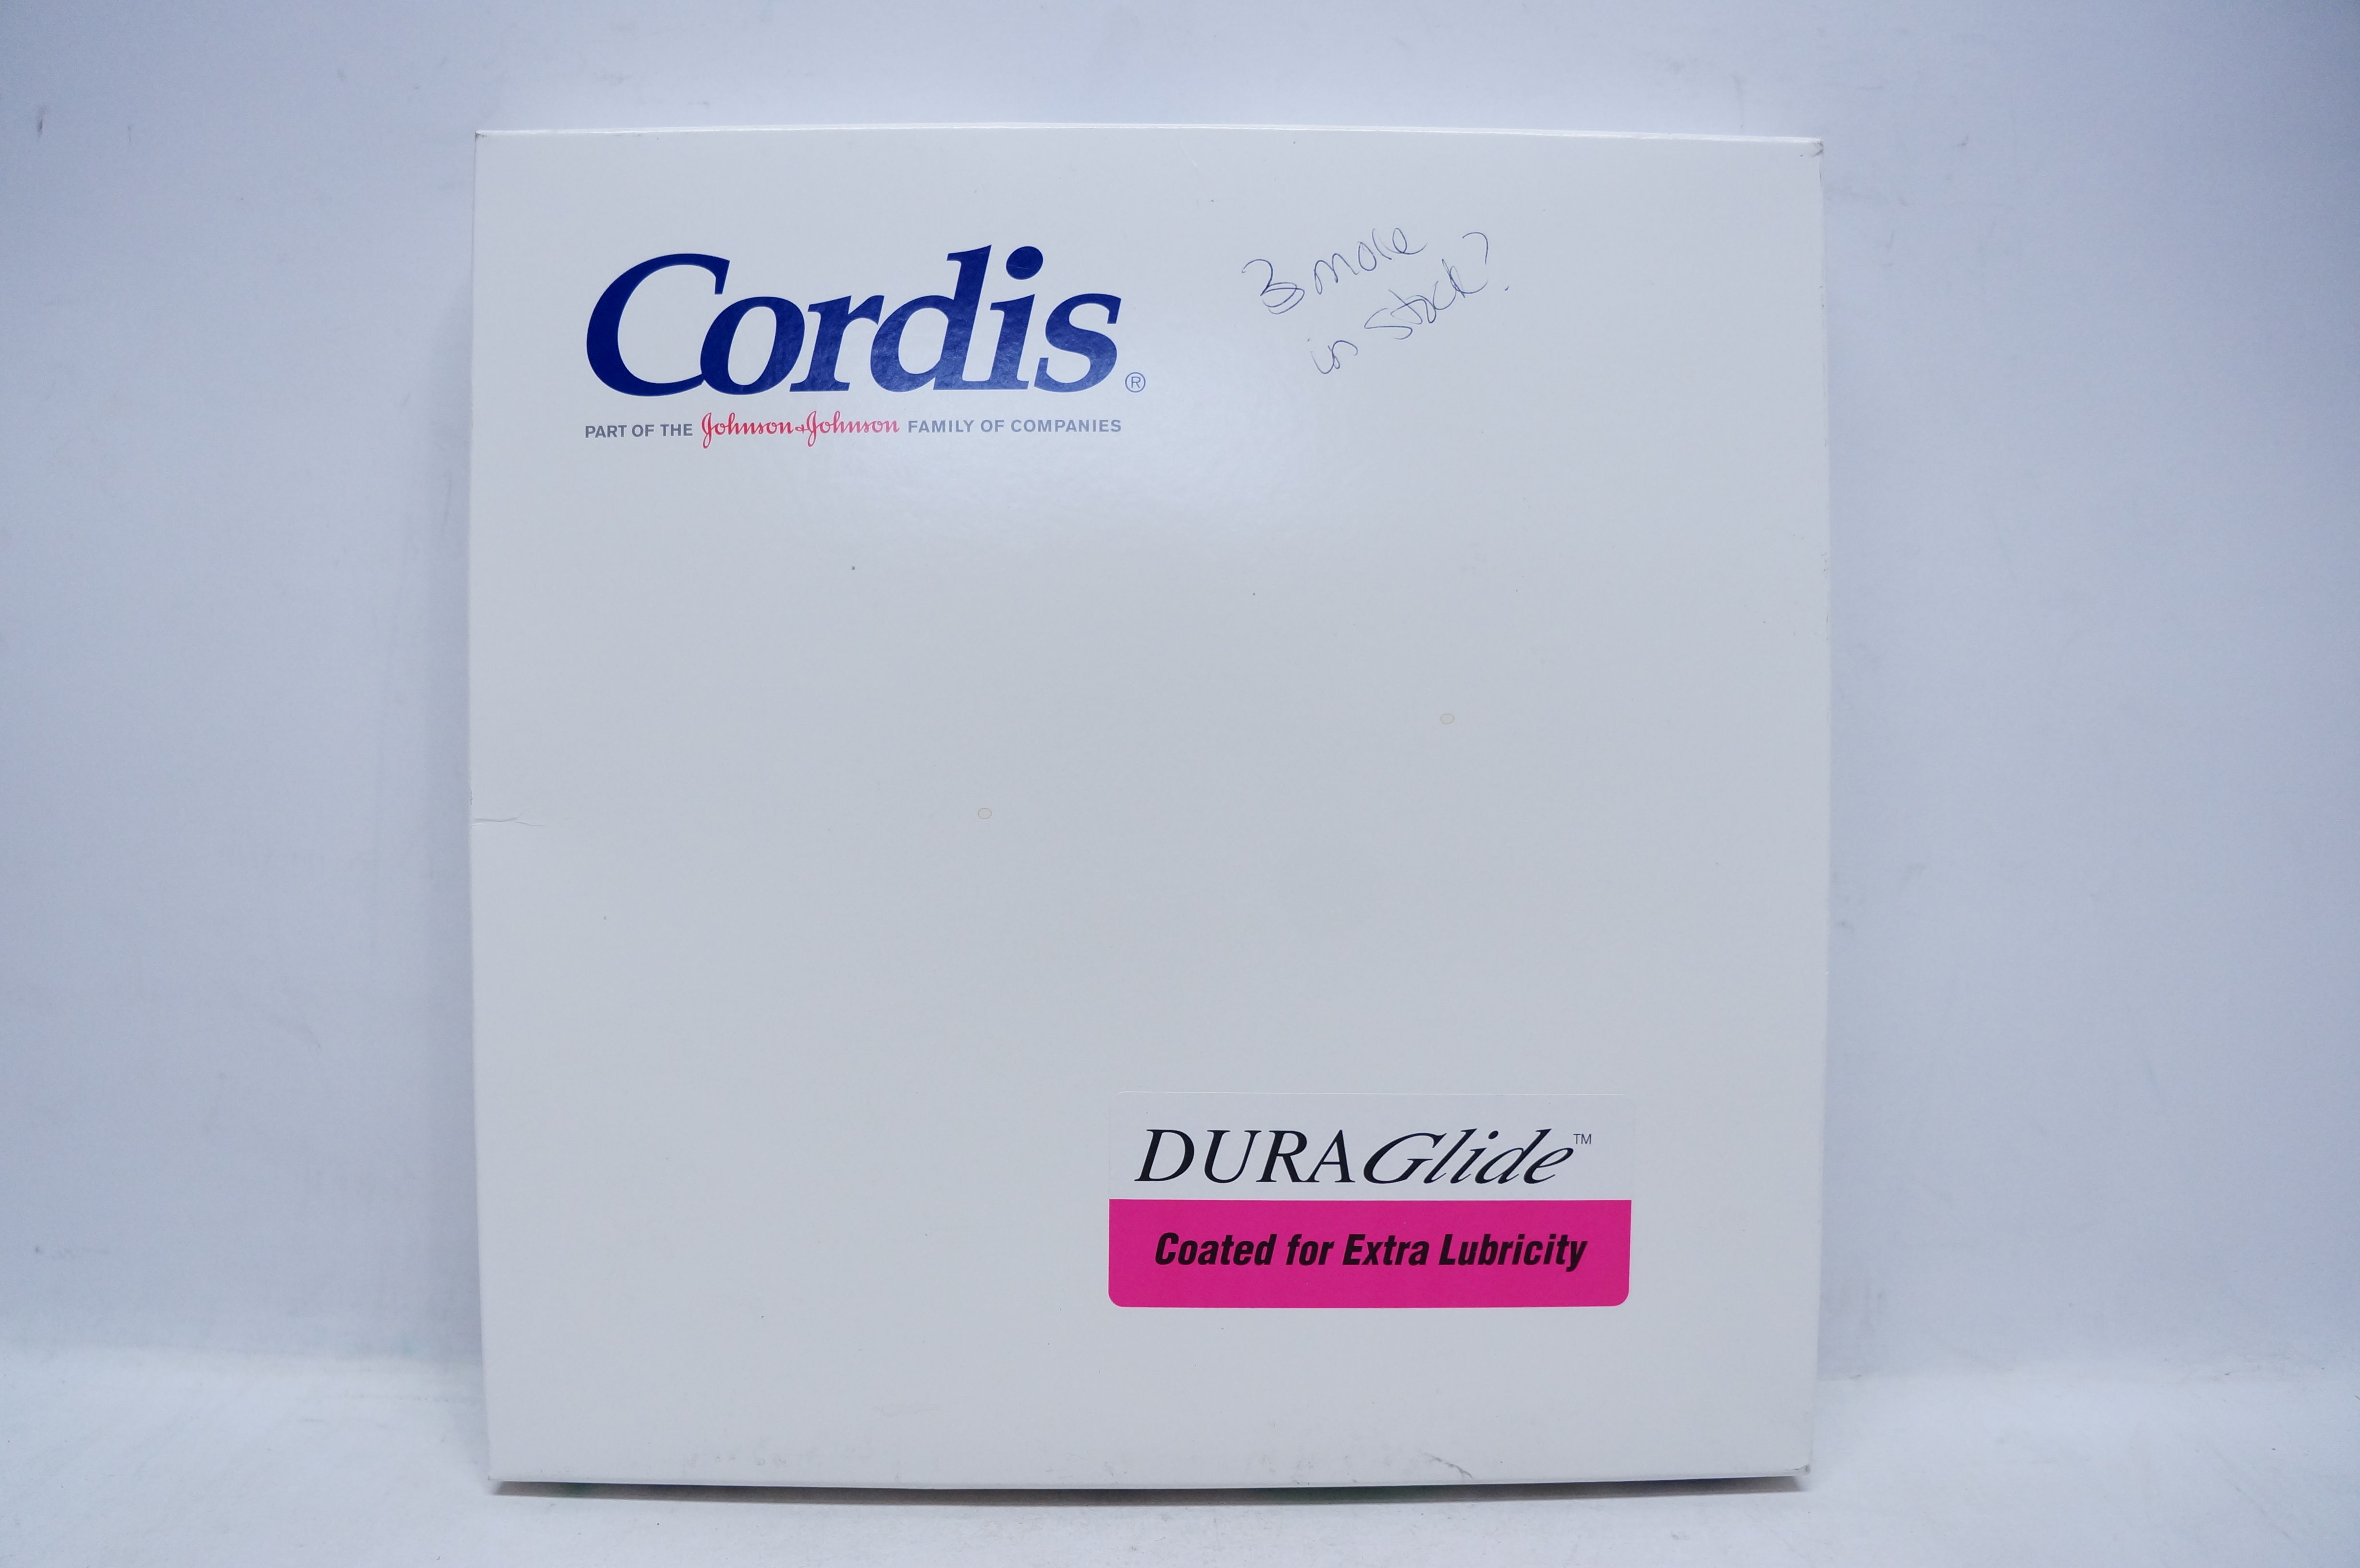 Cordis®
PART OF THE Johnson & Johnson FAMILY OF COMPANIES
3 more
in stock?
DURAGlide™
Coated for Extra Lubricity